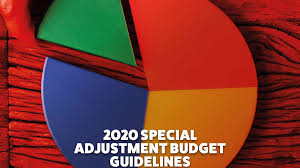 2020 SPECIAL
ADJUSTMENT BUDGET
GUIDELINES